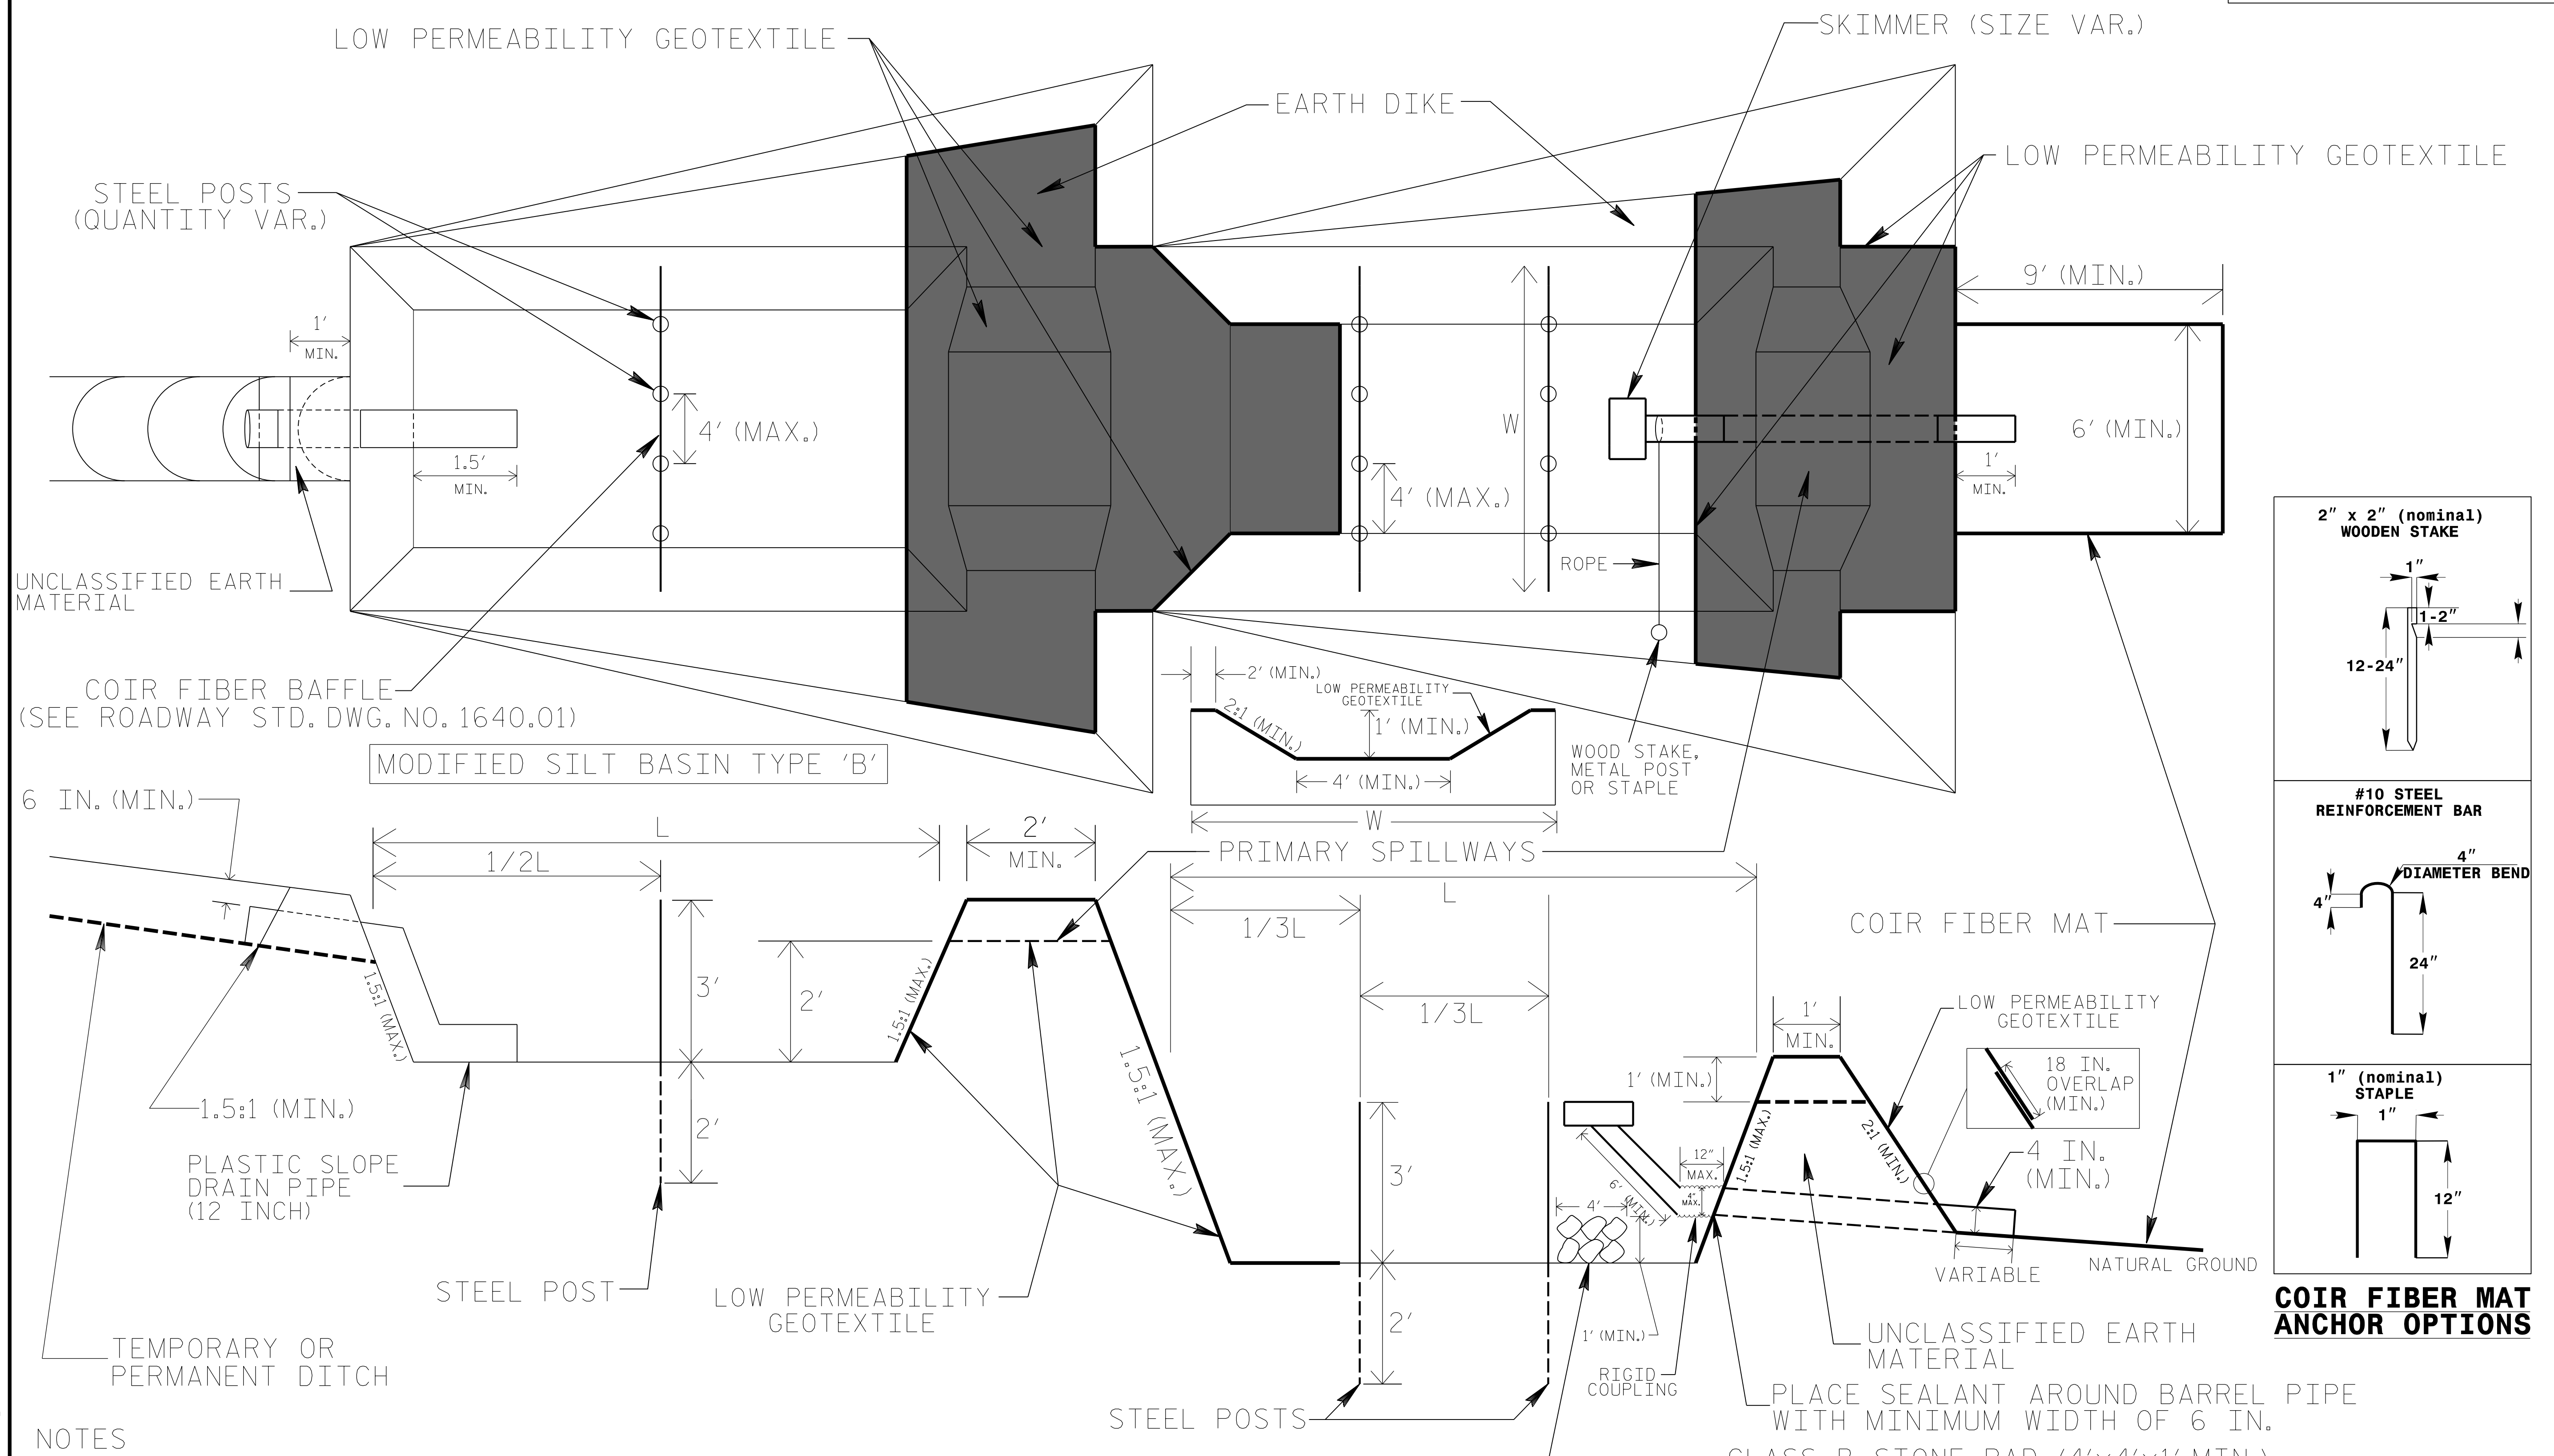 LOW PERMEABILITY GEOTEXTILE
SKIMMER (SIZE VAR.)
EARTH DIKE
LOW PERMEABILITY GEOTEXTILE
STEEL POSTS
(QUANTITY VAR.)
9' (MIN.)
1'
MIN.
4' (MAX.)
W
6' (MIN.)
1.5'
MIN.
4' (MAX.)
1'
MIN.
ROPE
UNCLASSIFIED EARTH
MATERIAL
COIR FIBER BAFFLE
(SEE ROADWAY STD. DWG. NO. 1640.01)
MODIFIED SILT BASIN TYPE 'B'
2' (MIN.)
LOW PERMEABILITY
GEOTEXTILE
2:1 (MIN.)
1' (MIN.)
4' (MIN.)
W
WOOD STAKE,
METAL POST
OR STAPLE
2" x 2" (nominal)
WOODEN STAKE
1"
1-2"
12-24"
#10 STEEL
REINFORCEMENT BAR
4"
DIAMETER BEND
4"
24"
1" (nominal)
STAPLE
1"
12"
COIR FIBER MAT
ANCHOR OPTIONS
6 IN. (MIN.)
L
2'
MIN.
1/2L
PRIMARY SPILLWAYS
L
1/3L
1/3L
COIR FIBER MAT
3'
2'
1.5:1 (MAX.)
1.5:1 (MAX.)
1.5:1 (MAX.)
1.5:1 (MIN.)
2'
PLASTIC SLOPE
DRAIN PIPE
(12 INCH)
STEEL POST
LOW PERMEABILITY
GEOTEXTILE
TEMPORARY OR
PERMANENT DITCH
1'
MIN.
1' (MIN.)
LOW PERMEABILITY
GEOTEXTILE
18 IN.
OVERLAP
(MIN.)
4 IN.
(MIN.)
12"
MAX.
4"
MAX.
6' (MIN.)
4'
1.5:1 (MAX.)
2:1 (MIN.)
3'
2'
1' (MIN.)
VARIABLE
NATURAL GROUND
RIGID
COUPLING
UNCLASSIFIED EARTH
MATERIAL
STEEL POSTS
PLACE SEALANT AROUND BARREL PIPE
WITH MINIMUM WIDTH OF 6 IN.
CLASS B STONE PAD (4'x4'x1' MIN.)
NOTES